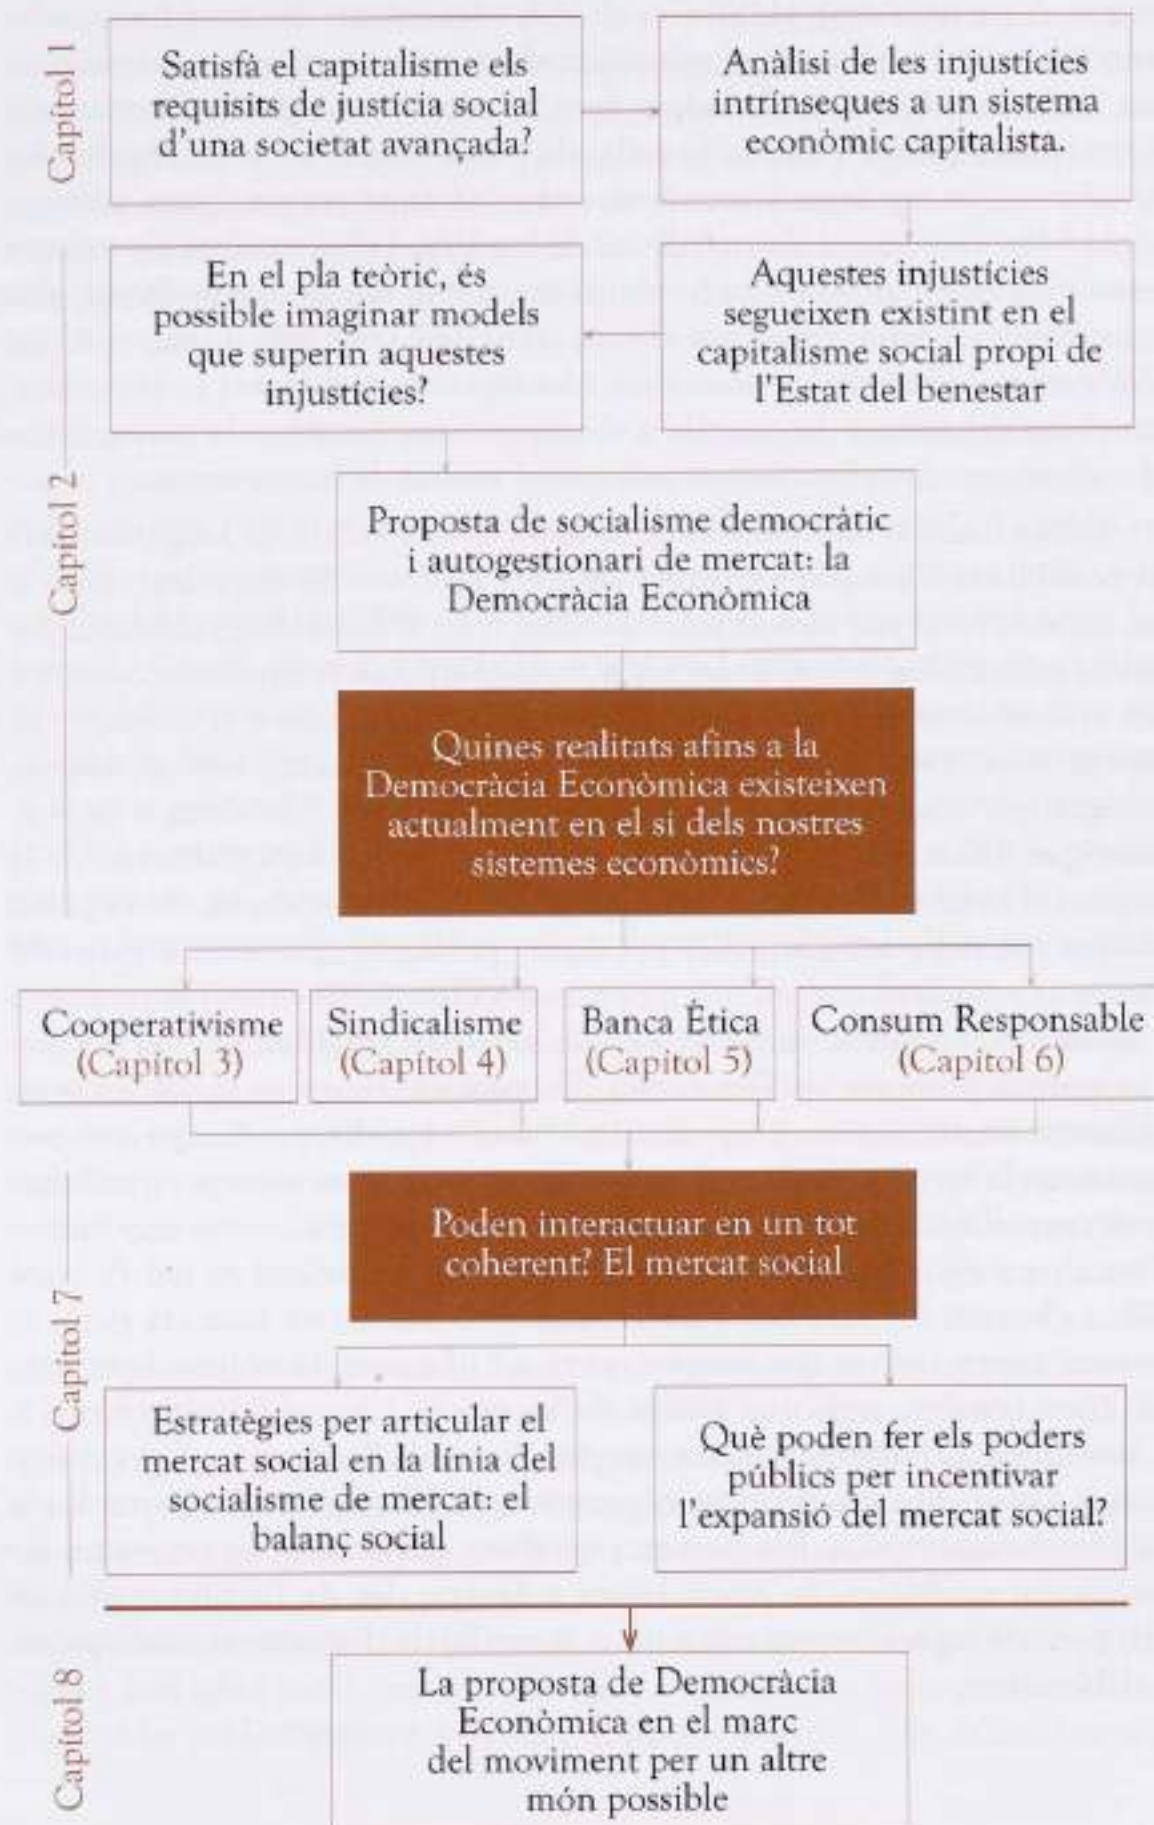 Capítol 1
Satisfà el capitalisme els
requisits de justícia social
d'una societat avançada?
Anàlisi de les injustícies
intrínseques a un sistema
econòmic capitalista.
En el pla teòric, és
possible imaginar models
que superin aquestes
injustícies?
Aquestes injustícies
segueixen existint en el
capitalisme social propi de
l'Estat del benestar
Capítol 2
Proposta de socialisme democràtic
i autogestionari de mercat: la
Democràcia Econòmica
Quines realitats afins a la
Democràcia Econòmica existeixen
actualment en el si dels nostres
sistemes econòmics?
Cooperativisme
(Capítol 3)
Sindicalisme
(Capítol 4)
Banca Ètica
(Capítol 5)
Consum Responsable
(Capítol 6)
Capítol 7
Poden interactuar en un tot
coherent? El mercat social
Estratègies per articular el
mercat social en la línia del
socialisme de mercat: el
balanç social
Què poden fer els poders
públics per incentivar
l'expansió del mercat social?
Capítol 8
La proposta de Democràcia
Econòmica en el marc
del moviment per un altre
món possible